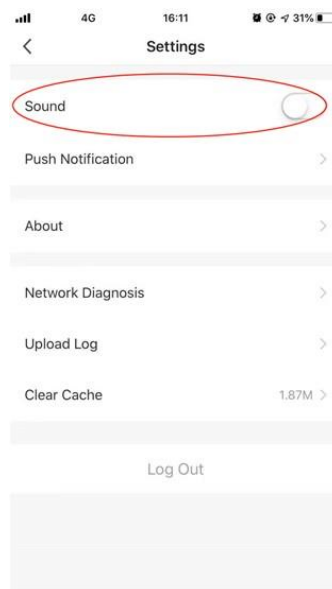 4G 16:11 31%
Settings
Sound
Push Notification
About
Network Diagnosis
Upload Log
Clear Cache 1.87M
Log Out